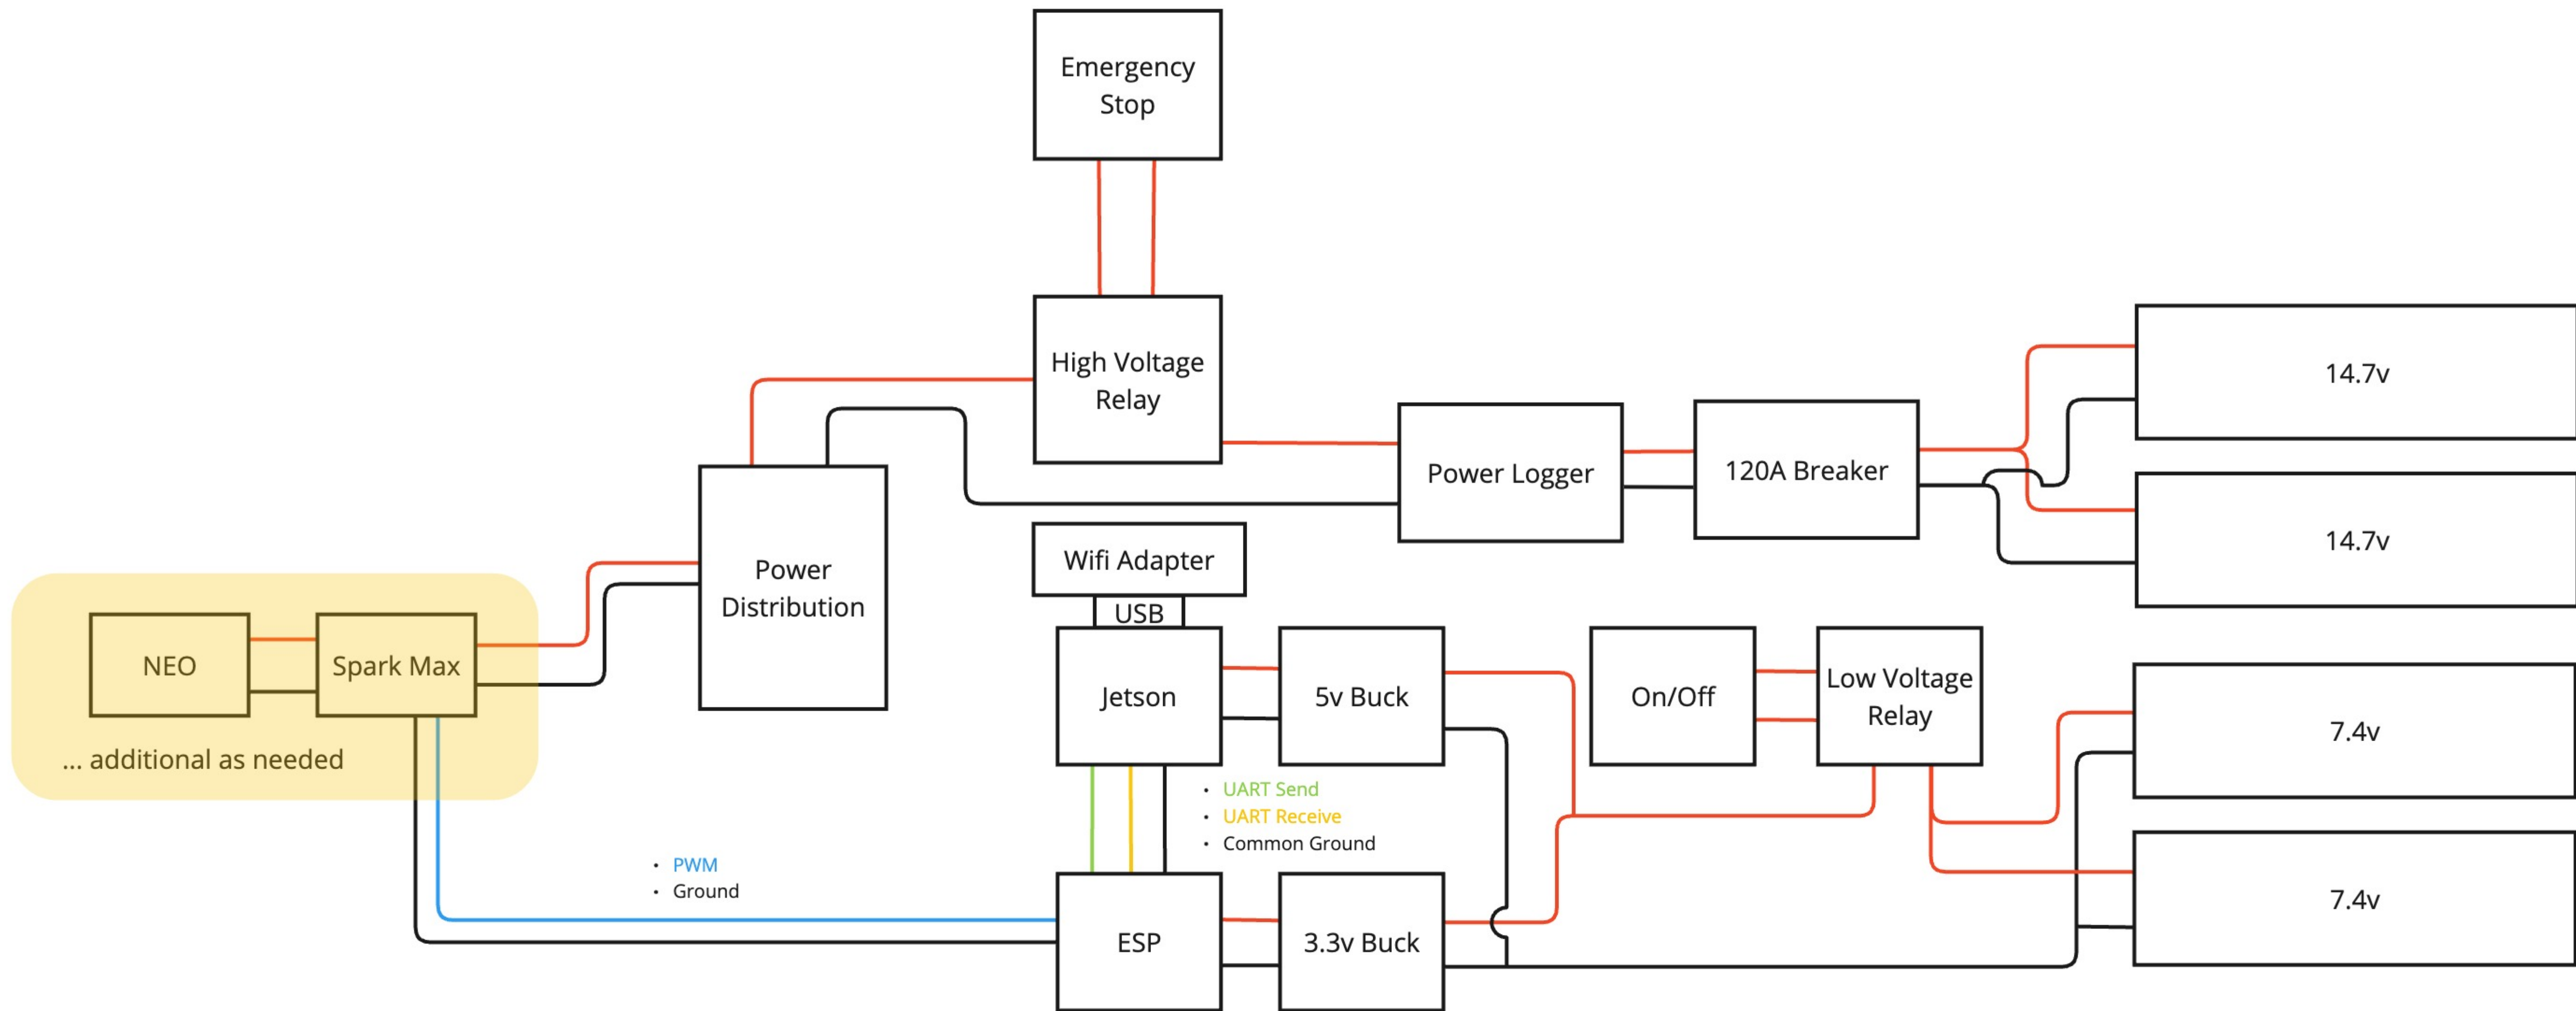 Emergency
Stop
High Voltage
Relay
14.7v
Power Logger
120A Breaker
14.7v
Wifi Adapter
USB
Power
Distribution
NEO
Spark Max
... additional as needed
Jetson
5v Buck
On/Off
Low Voltage
Relay
7.4v
• UART Send
• UART Receive
• Common Ground
• PWM
• Ground
ESP
3.3v Buck
7.4v